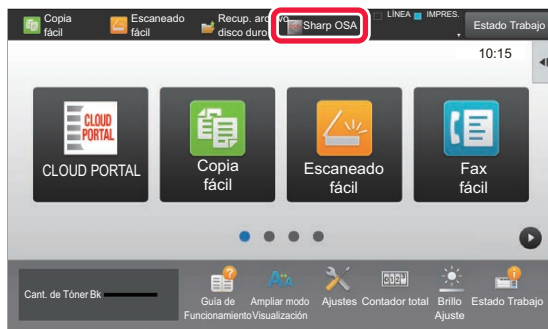 Copia
fácil
Escaneado
fácil
Recup. archivo
disco duro
Sharp OSA
LÍNEA
IMPRES.
Estado Trabajo
10:15
CLOUD
PORTAL
CLOUD PORTAL
Copia
fácil
Escaneado
fácil
Fax
fácil
Cant. de Tóner Bk
Guía de
Funcionamiento
Ampliar modo
Visualización
Ajustes
Contador total
Brillo
Ajuste
Estado Trabajo